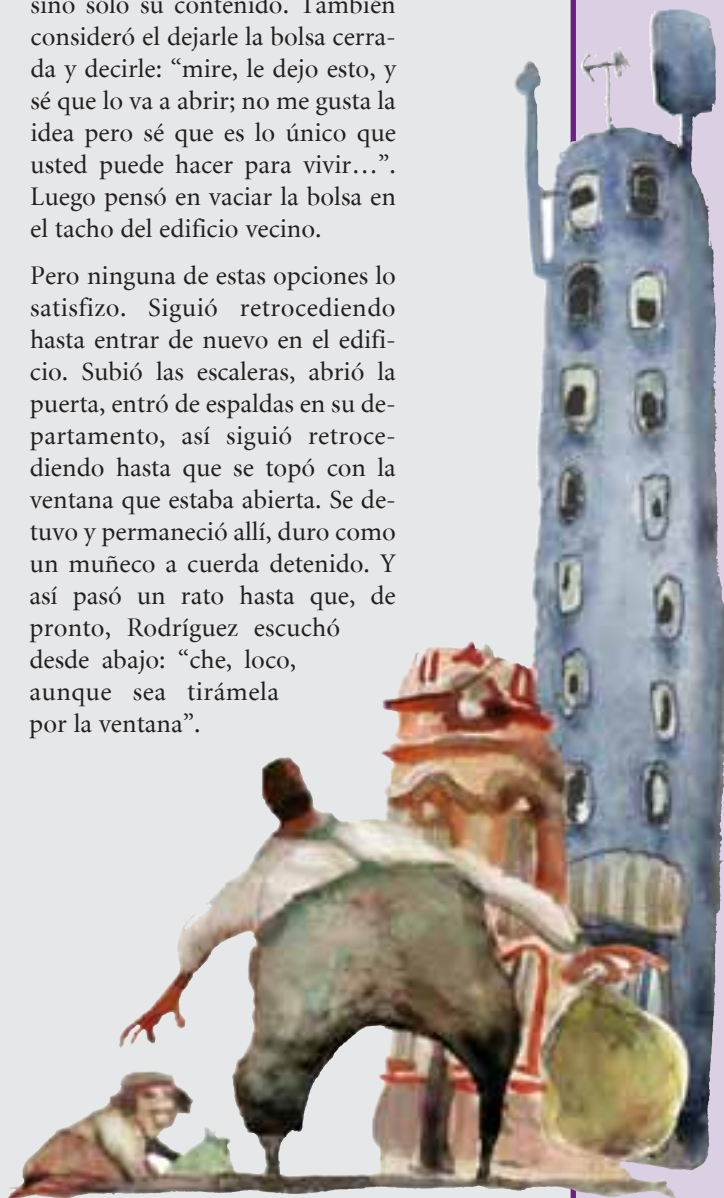 sino sólo su contenido. También
consideró el dejarle la bolsa cerra-
da y decirle: “mire, le dejo esto, y
sé que lo va a abrir; no me gusta la
idea pero sé que es lo único que
usted puede hacer para vivir…”.
Luego pensó en vaciar la bolsa en
el tacho del edificio vecino.
Pero ninguna de estas opciones lo
satisfizo. Siguió retrocediendo
hasta entrar de nuevo en el edifi-
cio. Subió las escaleras, abrió la
puerta, entró de espaldas en su de-
partamento, así siguió retroce-
diendo hasta que se topó con la
ventana que estaba abierta. Se de-
tuvo y permaneció allí, duro como
un muñeco a cuerda detenido. Y
así pasó un rato hasta que, de
pronto, Rodríguez escuchó
desde abajo: “che, loco,
aunque sea tirámela
por la ventana”.